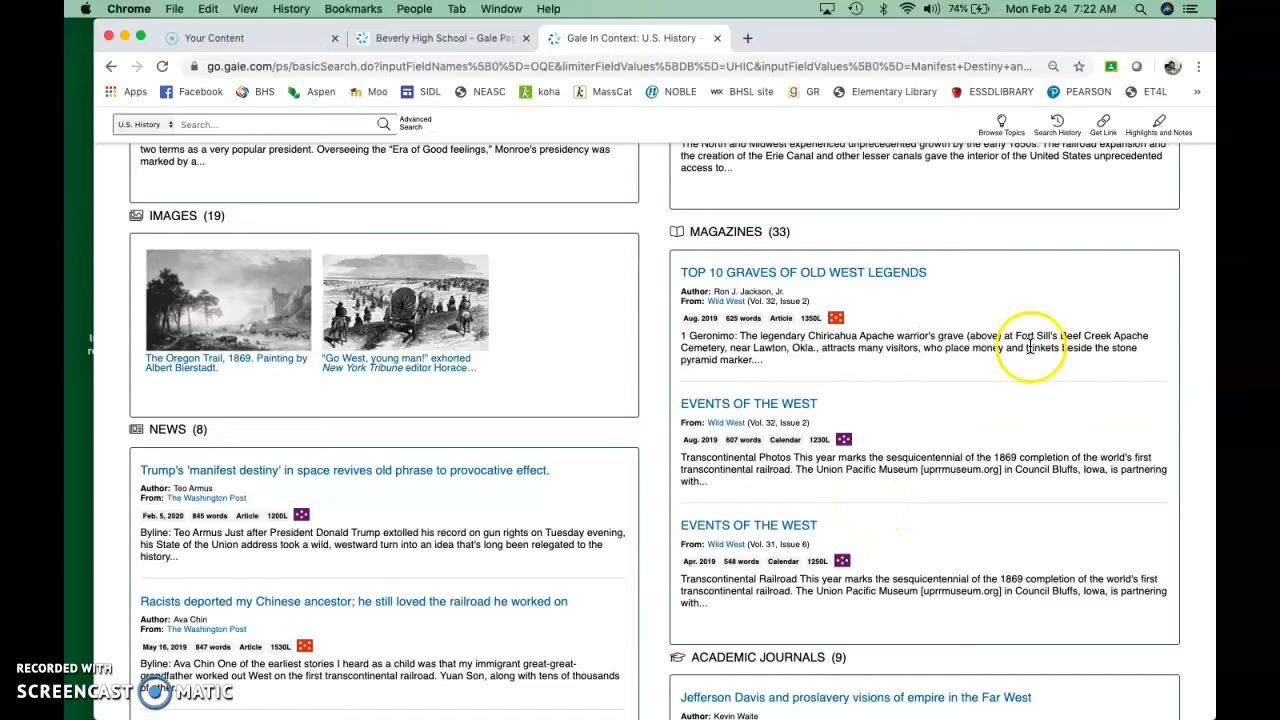 Chrome File Edit View History Bookmarks People Tab Window Help 74% Mon Feb 24 7:22 AM
Your Content Beverly High School - Gale Pag Gale In Context: U.S. History -
go.gale.com/ps/basicSearch.do?inputFieldNames%5B0%5D=OQE&limiterFieldValues%5BDB%5D=UHIC&inputFieldValues%5B0%5D=Manifest+Destiny+an...
Apps Facebook BHS Aspen Moo SIDL NEASC koha MassCat NOBLE WIX BHSL site GR Elementary Library ESSDLIBRARY PEARSON ET4L »
U.S. History Search... Advanced
Search
Browse Topics Search History Get Link Highlights and Notes
two terms as a very popular president. Overseeing the “Era of Good feelings,” Monroe's presidency was
marked by a...
IMAGES (19)
The Oregon Trail, 1869. Painting by
Albert Bierstadt.
"Go West, young man!" exhorted
New York Tribune editor Horace...
NEWS (8)
Trump's 'manifest destiny' in space revives old phrase to provocative effect.
Author: Teo Armus
From: The Washington Post
Feb. 5, 2020 845 words Article 1200L
Byline: Teo Armus Just after President Donald Trump extolled his record on gun rights on Tuesday evening,
his State of the Union address took a wild, westward turn into an idea that's long been relegated to the
history...
Racists deported my Chinese ancestor; he still loved the railroad he worked on
Author: Ava Chin
From: The Washington Post
May 16, 2019 847 words Article 1530L
Byline: Ava Chin One of the earliest stories I heard as a child was that my immigrant great-great-
grandfather worked out West on the first transcontinental railroad. Yuan Son, along with tens of thousands
of other...
The North and Midwest experienced unprecedented growth by the early 1850s. The railroad expansion and
the creation of the Erie Canal and other lesser canals gave the interior of the United States unprecedented
access to...
MAGAZINES (33)
TOP 10 GRAVES OF OLD WEST LEGENDS
Author: Ron J. Jackson, Jr.
From: Wild West (Vol. 32, Issue 2)
Aug. 2019 625 words Article 1350L
1 Geronimo: The legendary Chiricahua Apache warrior's grave (above) at Fort Sill's Beef Creek Apache
Cemetery, near Lawton, Okla., attracts many visitors, who place money and trinkets beside the stone
pyramid marker....
EVENTS OF THE WEST
From: Wild West (Vol. 32, Issue 2)
Aug. 2019 607 words Calendar 1230L
Transcontinental Photos This year marks the sesquicentennial of the 1869 completion of the world's first
transcontinental railroad. The Union Pacific Museum [uprrmuseum.org] in Council Bluffs, Iowa, is partnering
with...
EVENTS OF THE WEST
From: Wild West (Vol. 31, Issue 6)
Apr. 2019 548 words Calendar 1250L
Transcontinental Railroad This year marks the sesquicentennial of the 1869 completion of the world's first
transcontinental railroad. The Union Pacific Museum [uprrmuseum.org] in Council Bluffs, Iowa, is partnering
with...
ACADEMIC JOURNALS (9)
Jefferson Davis and proslavery visions of empire in the Far West
Author: Kevin Waite
RECORDED WITH
SCREENCAST MATIC